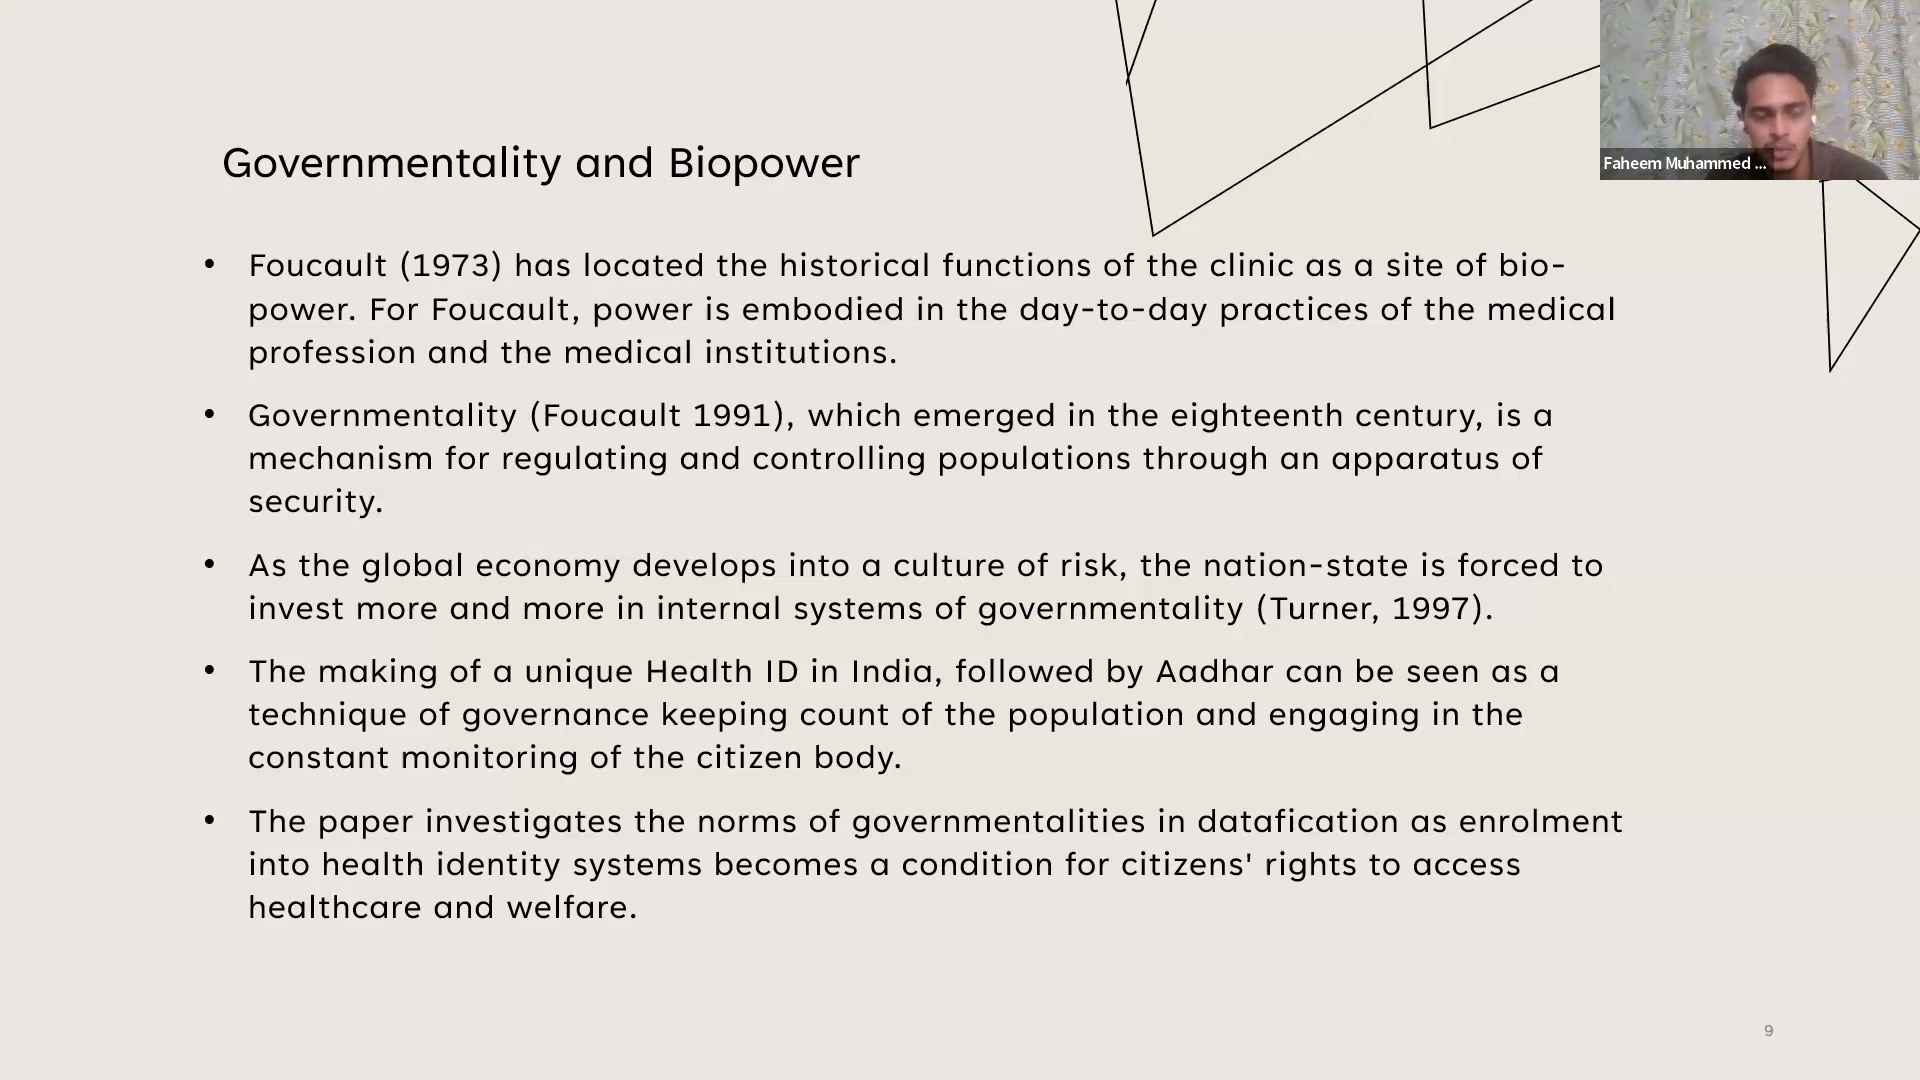 Governmentality and Biopower
Faheem Muhammed ...
• Foucault (1973) has located the historical functions of the clinic as a site of bio-
power. For Foucault, power is embodied in the day-to-day practices of the medical
profession and the medical institutions.
• Governmentality (Foucault 1991), which emerged in the eighteenth century, is a
mechanism for regulating and controlling populations through an apparatus of
security.
• As the global economy develops into a culture of risk, the nation-state is forced to
invest more and more in internal systems of governmentality (Turner, 1997).
• The making of a unique Health ID in India, followed by Aadhar can be seen as a
technique of governance keeping count of the population and engaging in the
constant monitoring of the citizen body.
• The paper investigates the norms of governmentalities in datafication as enrolment
into health identity systems becomes a condition for citizens' rights to access
healthcare and welfare.
9